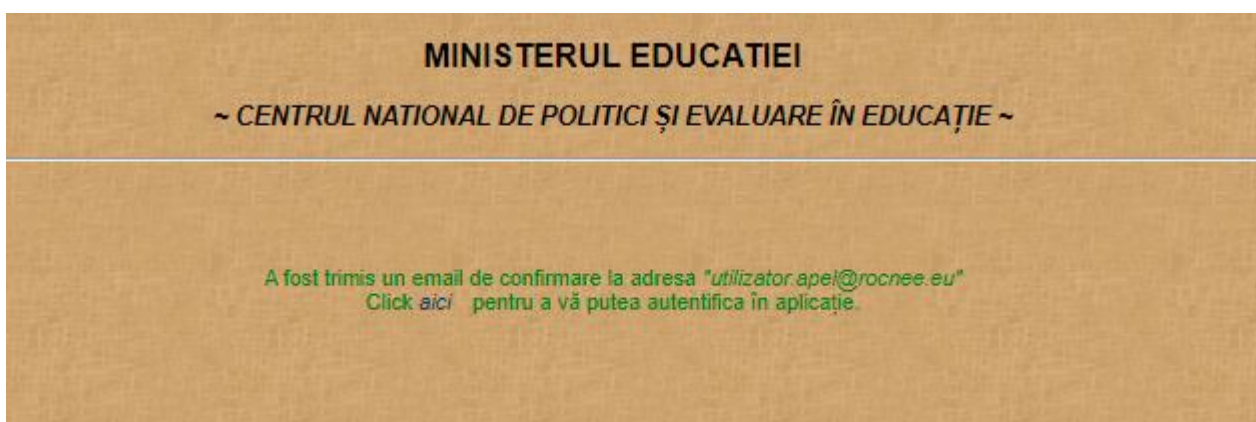 MINISTERUL EDUCATIEI
~ CENTRUL NATIONAL DE POLITICI ȘI EVALUARE ÎN EDUCAȚIE ~
A fost trimis un email de confirmare la adresa "utilizator.apel@rocnee.eu"
Click aici pentru a vă putea autentifica în aplicație.